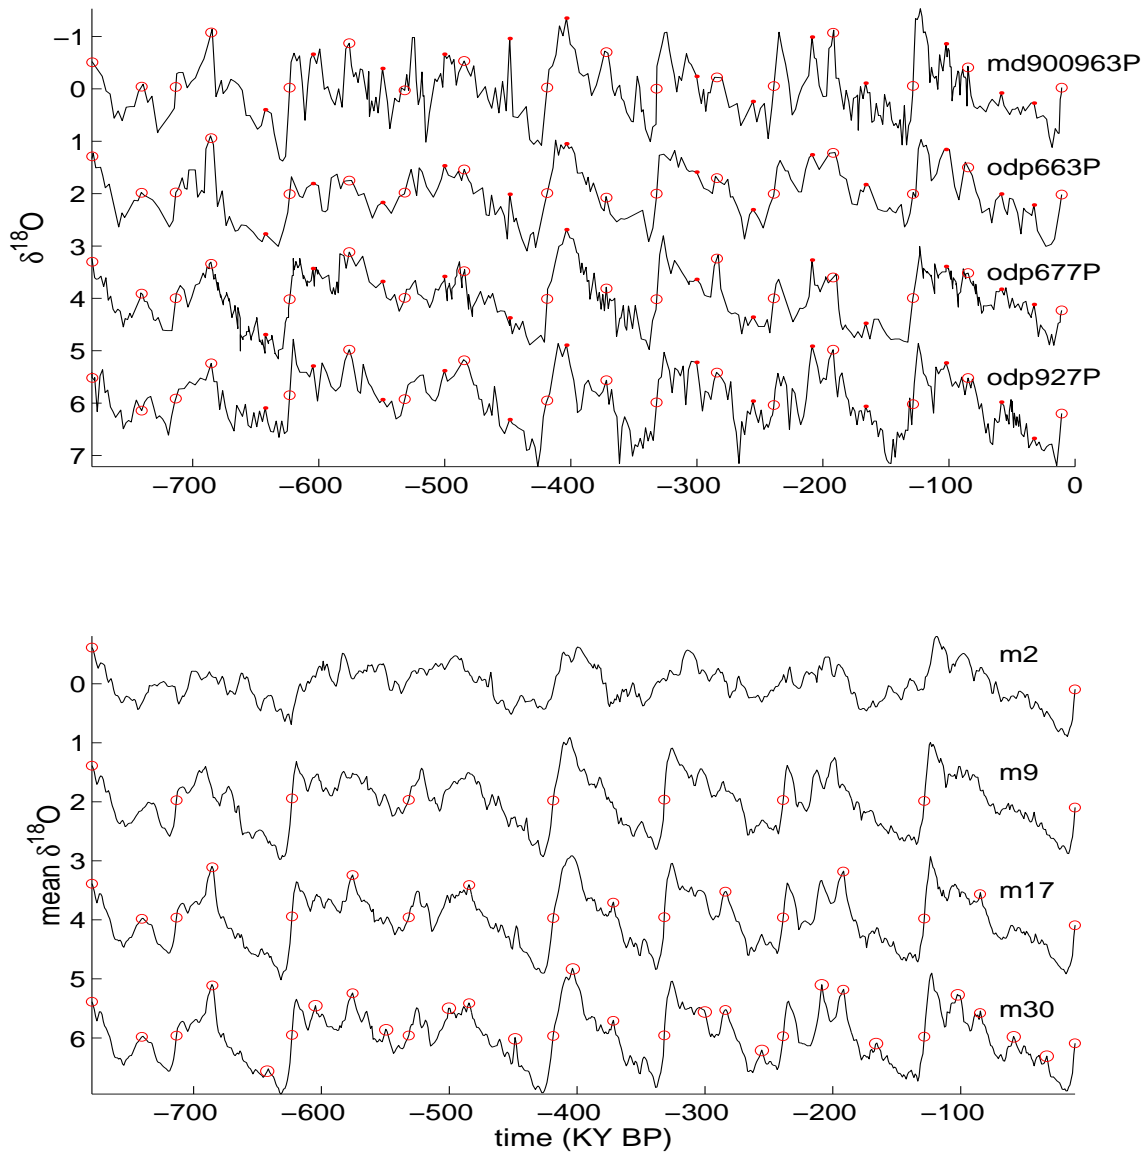 −1
0
1
2
3
4
5
6
7
δ18O
md900963P
odp663P
odp677P
odp927P
−700 −600 −500 −400 −300 −200 −100 0
0
1
2
3
4
5
6
mean δ18O
m2
m9
m17
m30
−700 −600 −500 −400 −300 −200 −100
time (KY BP)